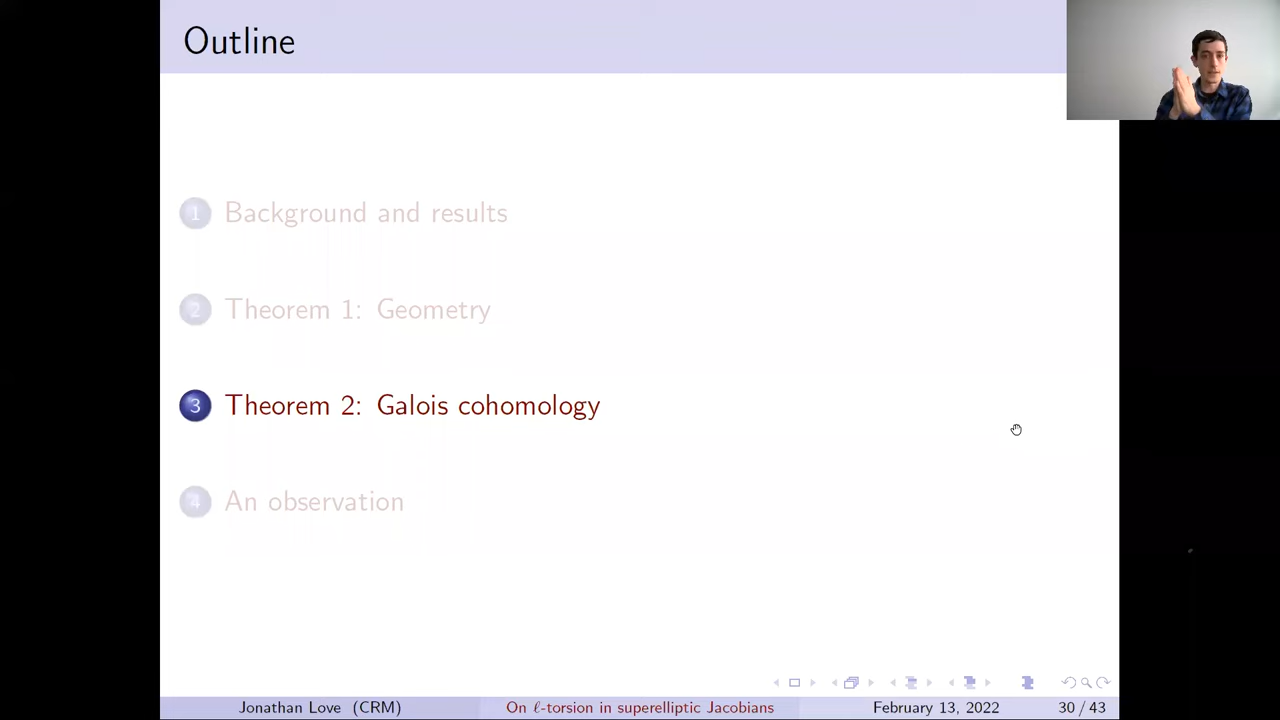 Outline
1 Background and results
2 Theorem 1: Geometry
3 Theorem 2: Galois cohomology
4 An observation
Jonathan Love (CRM) On ℓ-torsion in superelliptic Jacobians February 13, 2022 30 / 43